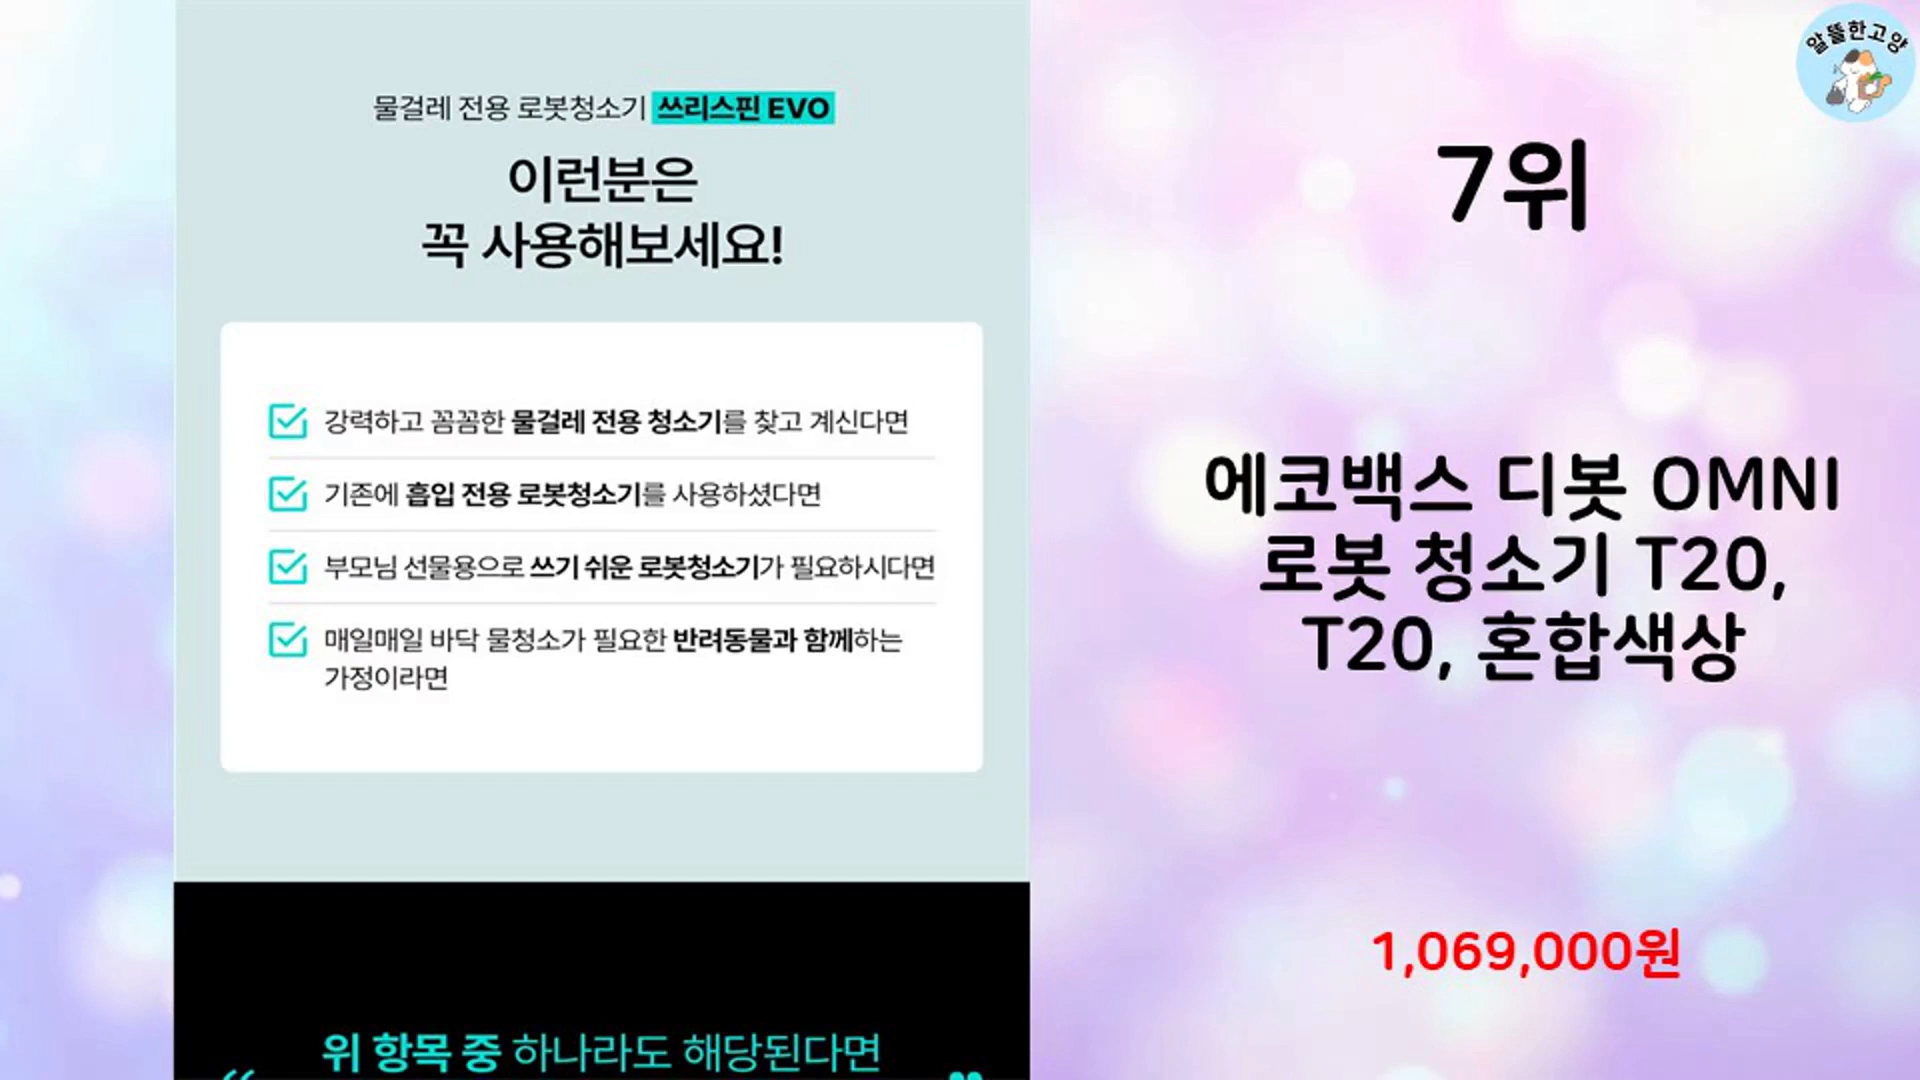 물걸레 전용 로봇청소기 쓰리스핀 EVO
이런분은
꼭 사용해보세요!
강력하고 꼼꼼한 물걸레 전용 청소기를 찾고 계신다면
기존에 흡입 전용 로봇청소기를 사용하셨다면
부모님 선물용으로 쓰기 쉬운 로봇청소기가 필요하시다면
매일매일 바닥 물청소가 필요한 반려동물과 함께하는
가정이라면
“ 위 항목 중 하나라도 해당된다면 ”
알뜰한고양
7위
에코백스 디봇 OMNI
로봇 청소기 T20,
T20, 혼합색상
1,069,000원